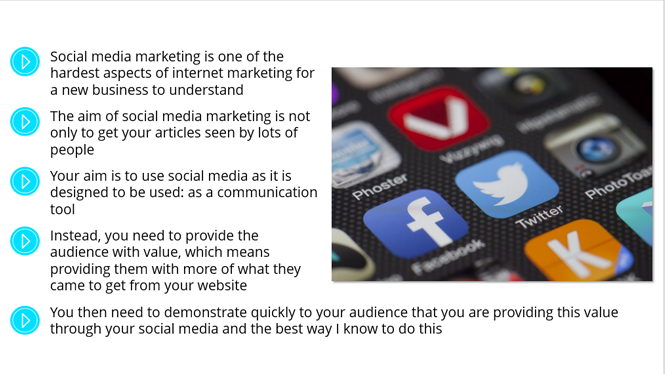 Social media marketing is one of the
hardest aspects of internet marketing for
a new business to understand
The aim of social media marketing is not
only to get your articles seen by lots of
people
Your aim is to use social media as it is
designed to be used: as a communication
tool
Instead, you need to provide the
audience with value, which means
providing them with more of what they
came to get from your website
You then need to demonstrate quickly to your audience that you are providing this value
through your social media and the best way I know to do this
Instagram
Hipstamatic
Vizzywig
Phoster
PhotoToas
Twitter
Facebook